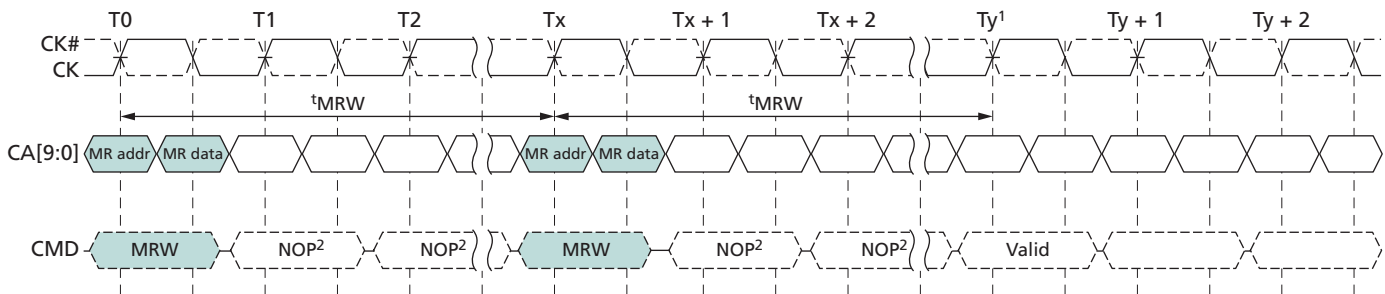 T0 T1 T2 Tx Tx + 1 Tx + 2 Ty¹ Ty + 1 Ty + 2
CK#
CK
ᵗMRW ᵗMRW
CA[9:0] MR addr MR data MR addr MR data
CMD MRW NOP² NOP² MRW NOP² NOP² Valid